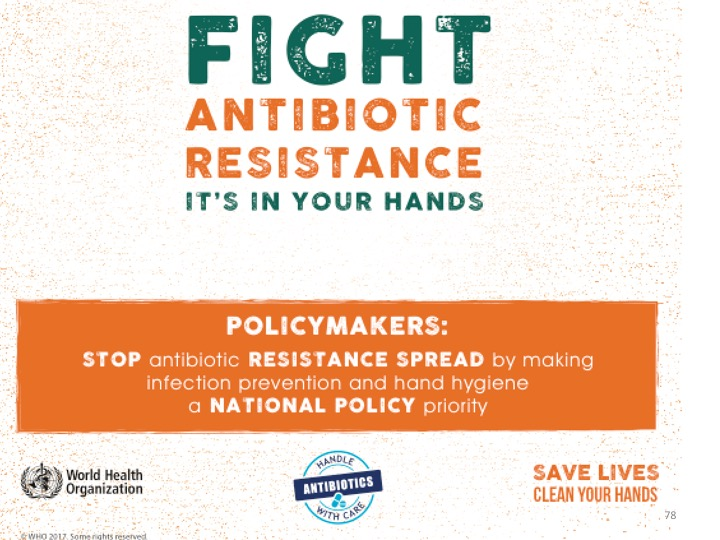 FIGHT
ANTIBIOTIC
RESISTANCE
IT'S IN YOUR HANDS
POLICYMAKERS:
STOP antibiotic RESISTANCE SPREAD by making
infection prevention and hand hygiene
a NATIONAL POLICY priority
World Health
Organization
HANDLE
ANTIBIOTICS
WITH CARE
SAVE LIVES
CLEAN YOUR HANDS
78
© WHO 2017. Some rights reserved.